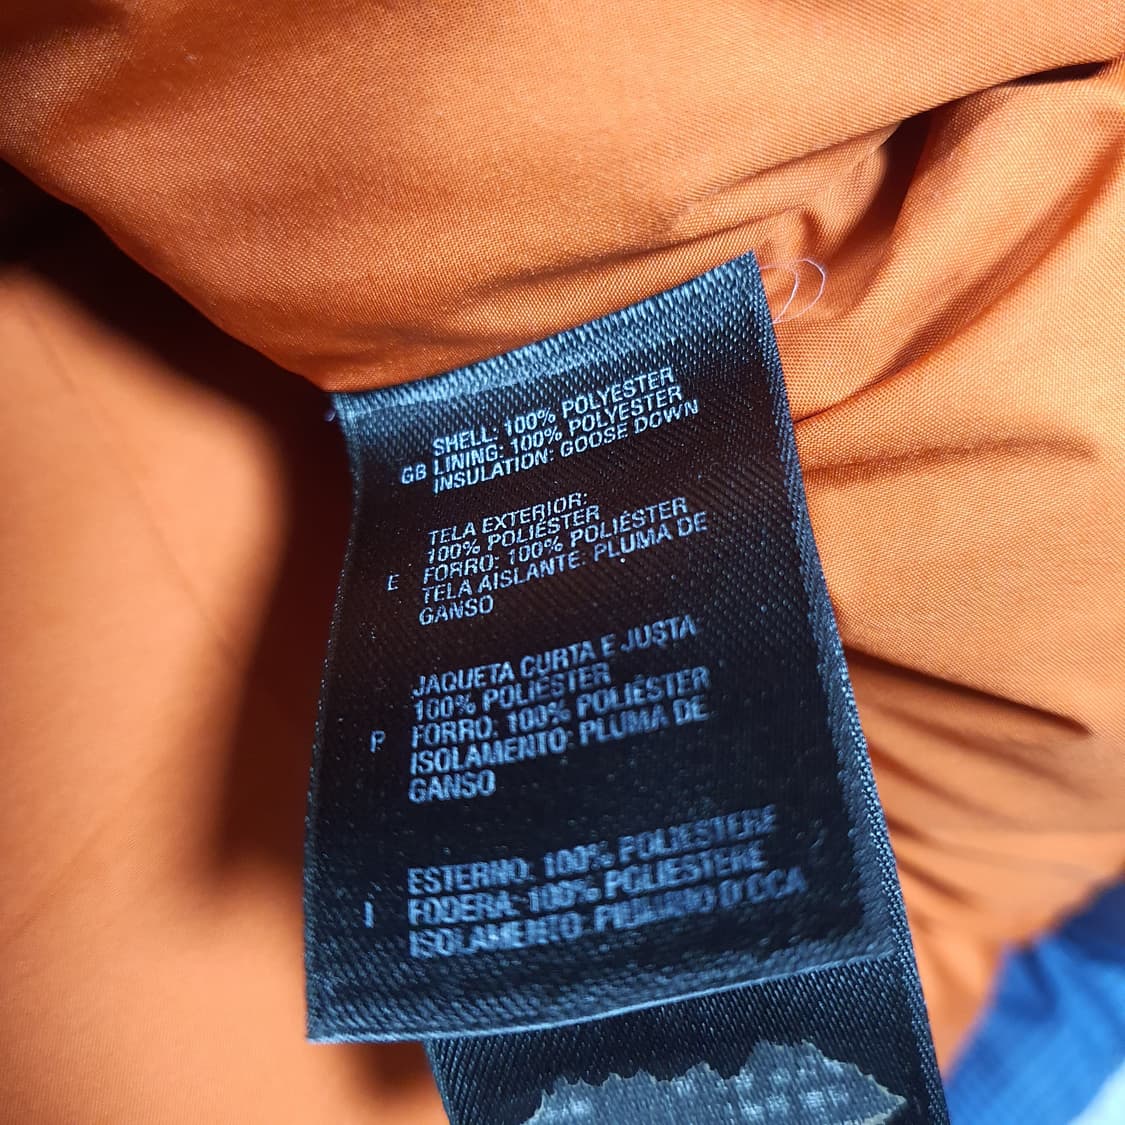 SHELL: 100% POLYESTER
GB LINING: 100% POLYESTER
INSULATION: GOOSE DOWN
TELA EXTERIOR:
100% POLIÉSTER
E FORRO: 100% POLIÉSTER
TELA AISLANTE: PLUMA DE
GANSO
JAQUETA CURTA E JUSTA
100% POLIÉSTER
P FORRO: 100% POLIÉSTER
ISOLAMENTO: PLUMA DE
GANSO
ESTERNO: 100% POLIESTERE
I FODERA: 100% POLIESTERE
ISOLAMENTO: PIUMINO D'OCA